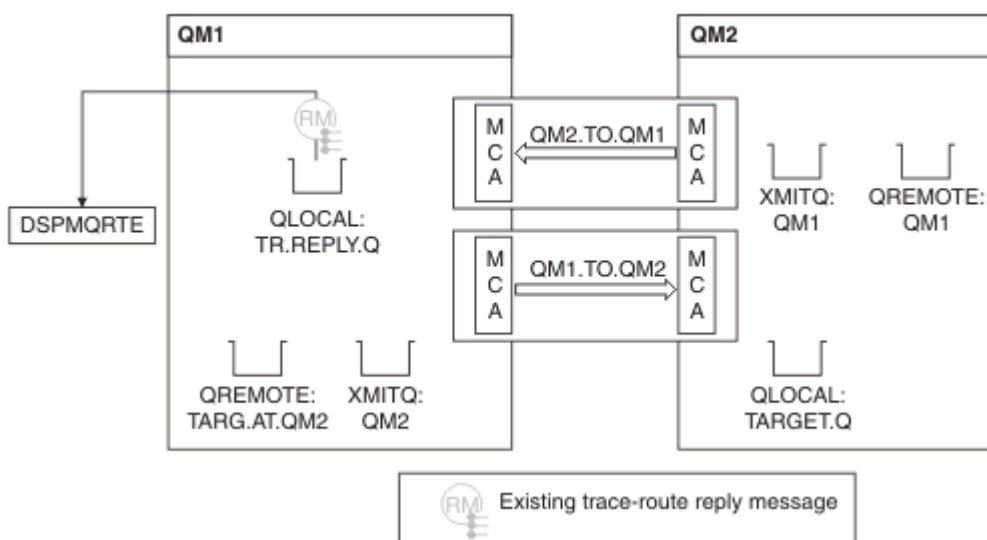 QM1
QM2
RM
M
C
A
QM2.TO.QM1
M
C
A
XMITQ:
QM1
QREMOTE:
QM1
DSPMQRTE
QLOCAL:
TR.REPLY.Q
M
C
A
QM1.TO.QM2
M
C
A
QREMOTE:
TARG.AT.QM2
XMITQ:
QM2
QLOCAL:
TARGET.Q
RM
Existing trace-route reply message